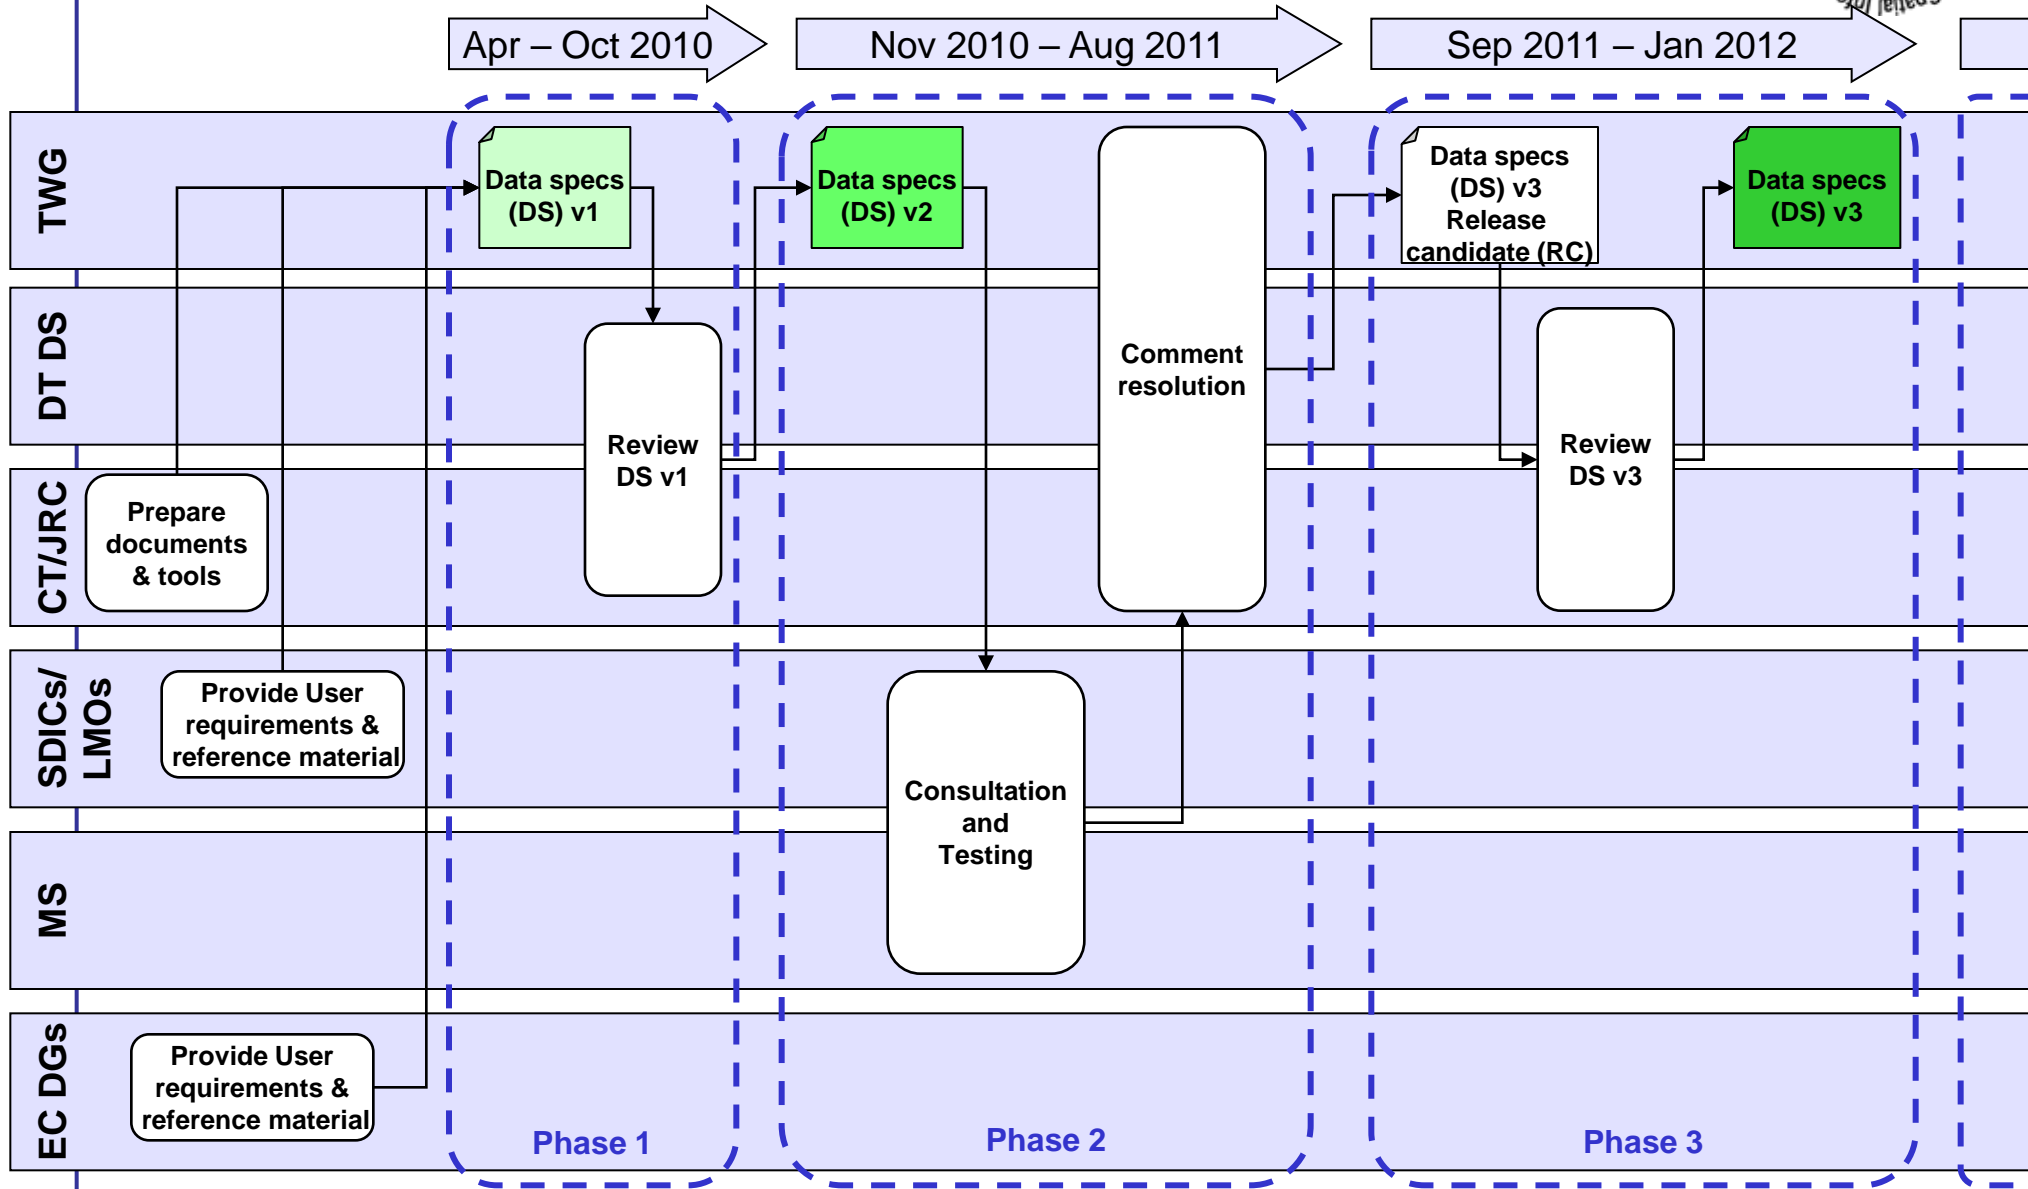 Apr – Oct 2010
Nov 2010 – Aug 2011
Sep 2011 – Jan 2012
TWG
Data specs
(DS) v1
Data specs
(DS) v2
Data specs
(DS) v3
Release
candidate (RC)
Data specs
(DS) v3
DT DS
Comment
resolution
Review
DS v1
Review
DS v3
CT/JRC
Prepare
documents
& tools
SDICs/
LMOs
Provide User
requirements &
reference material
Consultation
and
Testing
MS
EC DGs
Provide User
requirements &
reference material
Phase 1
Phase 2
Phase 3